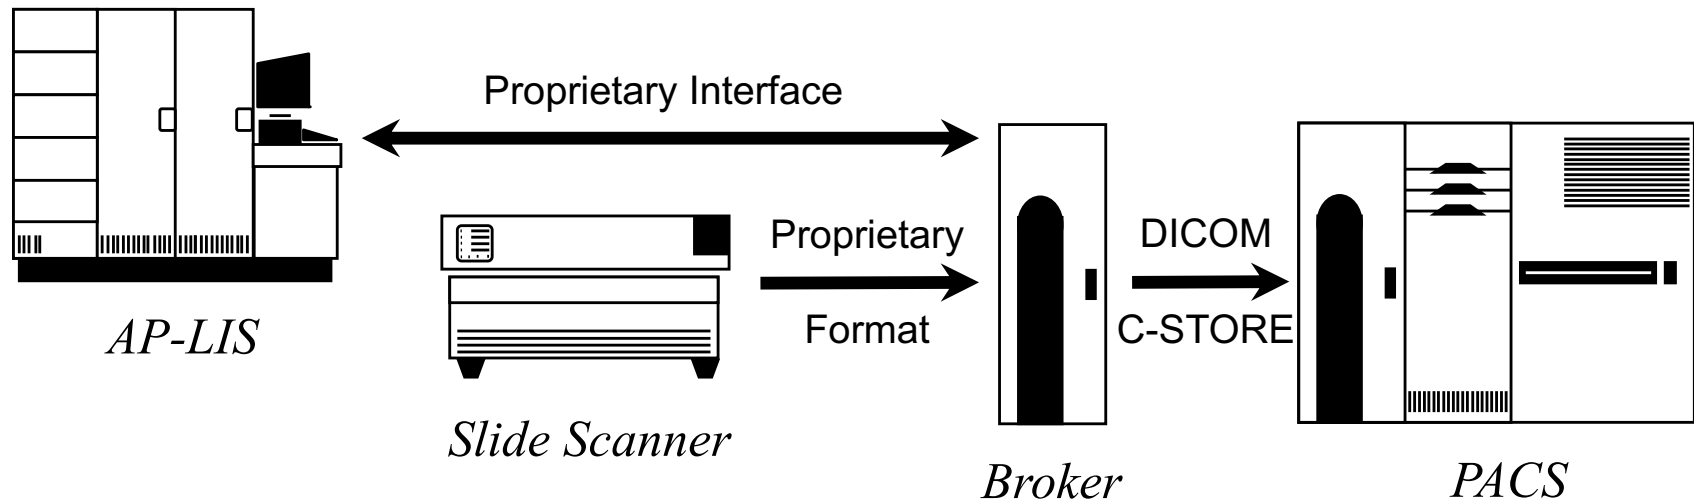 Proprietary Interface
Proprietary
Format
DICOM
C-STORE
AP-LIS
Slide Scanner
Broker
PACS